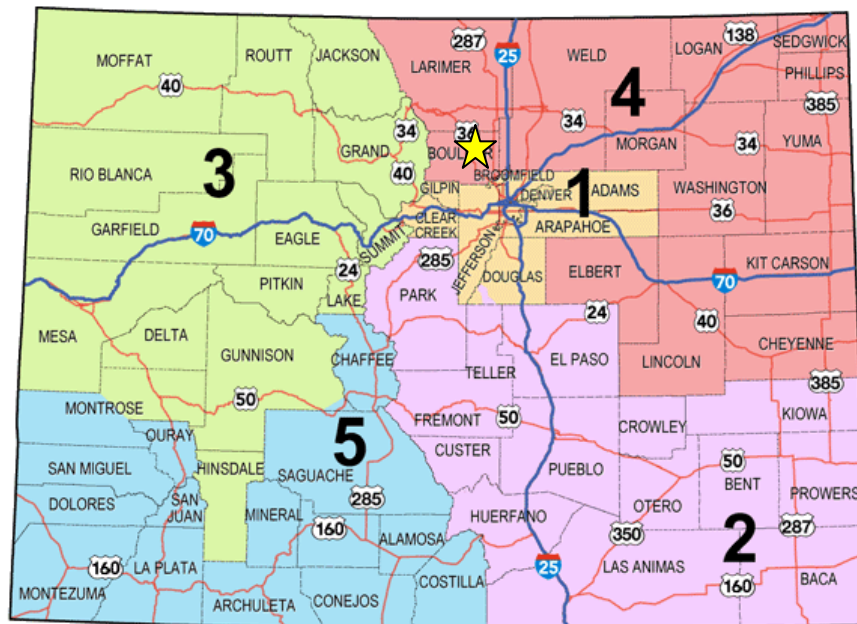 MOFFAT
ROUTT
JACKSON
LARIMER
287
25
WELD
LOGAN
138
SEDGWICK
PHILLIPS
385
40
34
GRAND
40
4
34
MORGAN
34
YUMA
RIO BLANCA
3
BROOMFIELD
GILPIN
DENVER
1
ADAMS
WASHINGTON
36
GARFIELD
70
EAGLE
SUMMIT
CLEAR
CREEK
JEFFERSON
ARAPAHOE
285
DOUGLAS
ELBERT
70
KIT CARSON
PITKIN
24
LAKE
PARK
24
40
MESA
DELTA
GUNNISON
CHAFFEE
TELLER
EL PASO
LINCOLN
CHEYENNE
385
MONTROSE
50
FREMONT
50
CROWLEY
KIOWA
OURAY
5
CUSTER
PUEBLO
50
SAN MIGUEL
HINSDALE
SAGUACHE
BENT
DOLORES
SAN
JUAN
MINERAL
285
HUERFANO
OTERO
PROWERS
160
ALAMOSA
350
2
287
160
LA PLATA
25
LAS ANIMAS
160
BACA
MONTEZUMA
ARCHULETA
CONEJOS
COSTILLA